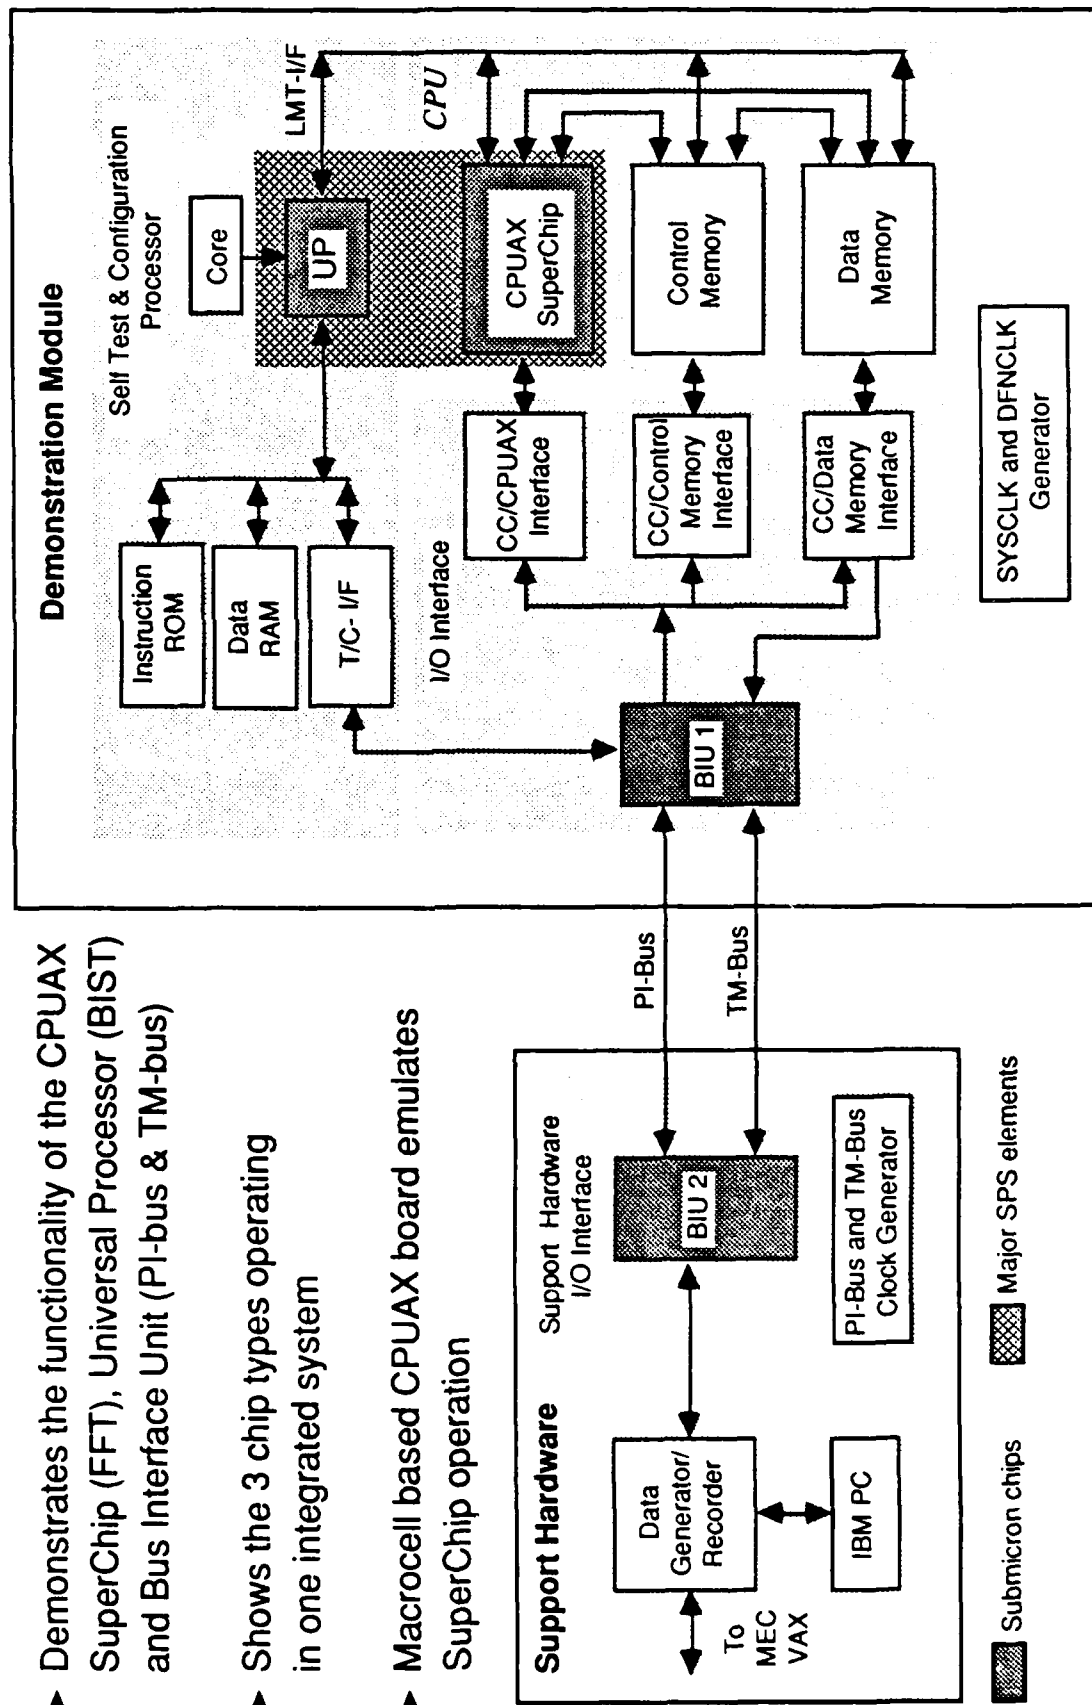 Demonstrates the functionality of the CPUAX
SuperChip (FFT), Universal Processor (BIST)
and Bus Interface Unit (PI-bus & TM-bus)
Shows the 3 chip types operating
in one integrated system
Macrocell based CPUAX board emulates
SuperChip operation
Demonstration Module
Self Test & Configuration
Processor
Core
LMT-I/F
UP
Instruction
ROM
Data
RAM
T/C- I/F
CPU
I/O Interface
CC/CPUAX
Interface
CPUAX
SuperChip
CC/Control
Memory
Interface
Control
Memory
CC/Data
Memory
Interface
Data
Memory
BIU 1
SYSCLK and DFNCLK
Generator
PI-Bus
TM-Bus
Support Hardware
Support Hardware
I/O Interface
BIU 2
Data
Generator/
Recorder
To
MEC
VAX
IBM PC
PI-Bus and TM-Bus
Clock Generator
Submicron chips
Major SPS elements